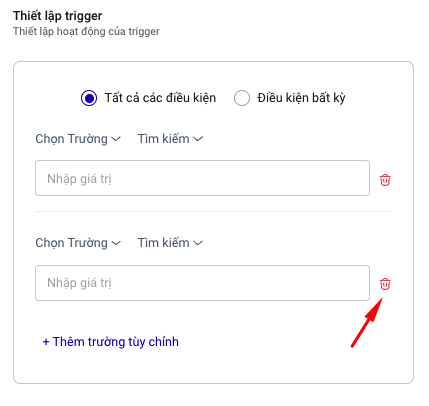 Thiết lập trigger
Thiết lập hoạt động của trigger
Tất cả các điều kiện Điều kiện bất kỳ
Chọn Trường Tìm kiếm
Nhập giá trị
Chọn Trường Tìm kiếm
Nhập giá trị
+ Thêm trường tùy chỉnh